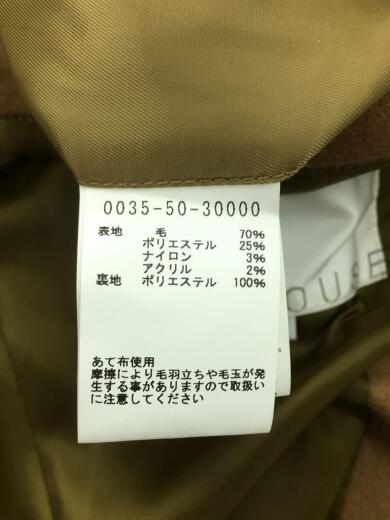 0035-50-30000
表地 毛 70%
ポリエステル 25%
ナイロン 3%
アクリル 2%
裏地 ポリエステル 100%
あて布使用
摩擦により毛羽立ちや毛玉が発
生する事がありますので取扱い
に注意してください
OUSE